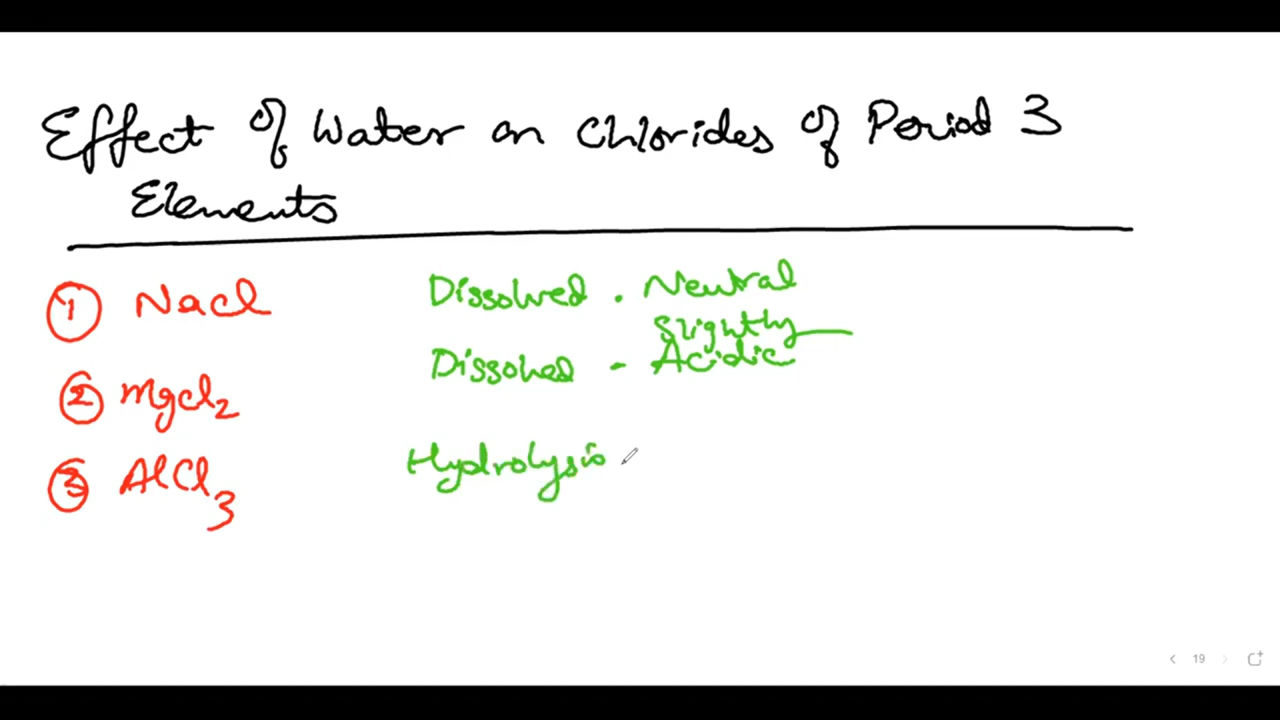 Effect of Water on Chlorides of Period 3
Elements
① NaCl Dissolved . Neutral
② MgCl2 Dissolved - Slightly Acidic
③ AlCl3 Hydrolysis
19